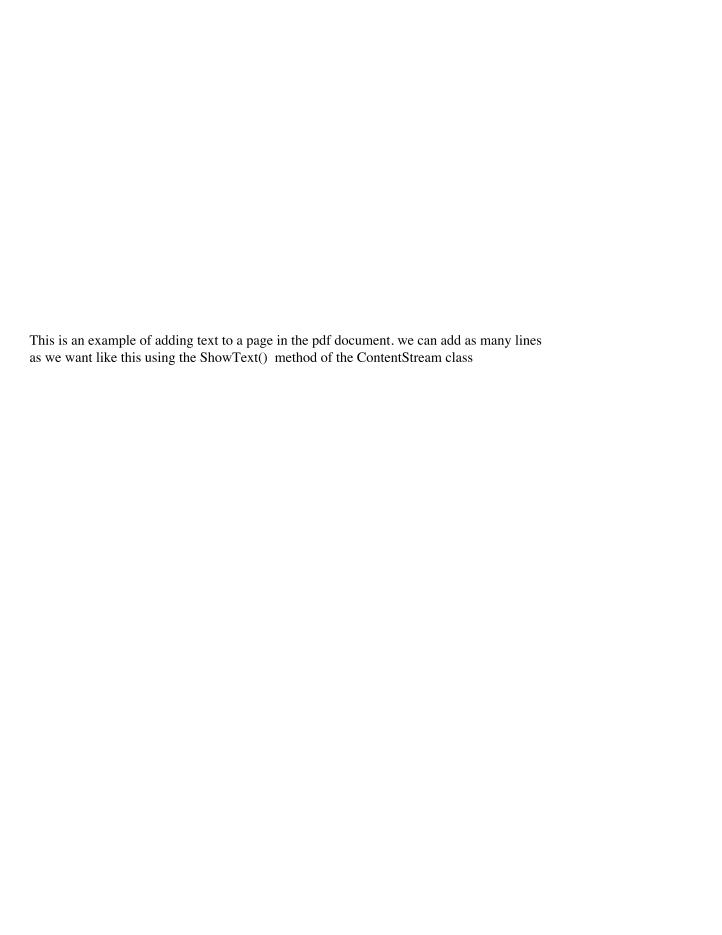 This is an example of adding text to a page in the pdf document. we can add as many lines
as we want like this using the ShowText()  method of the ContentStream class